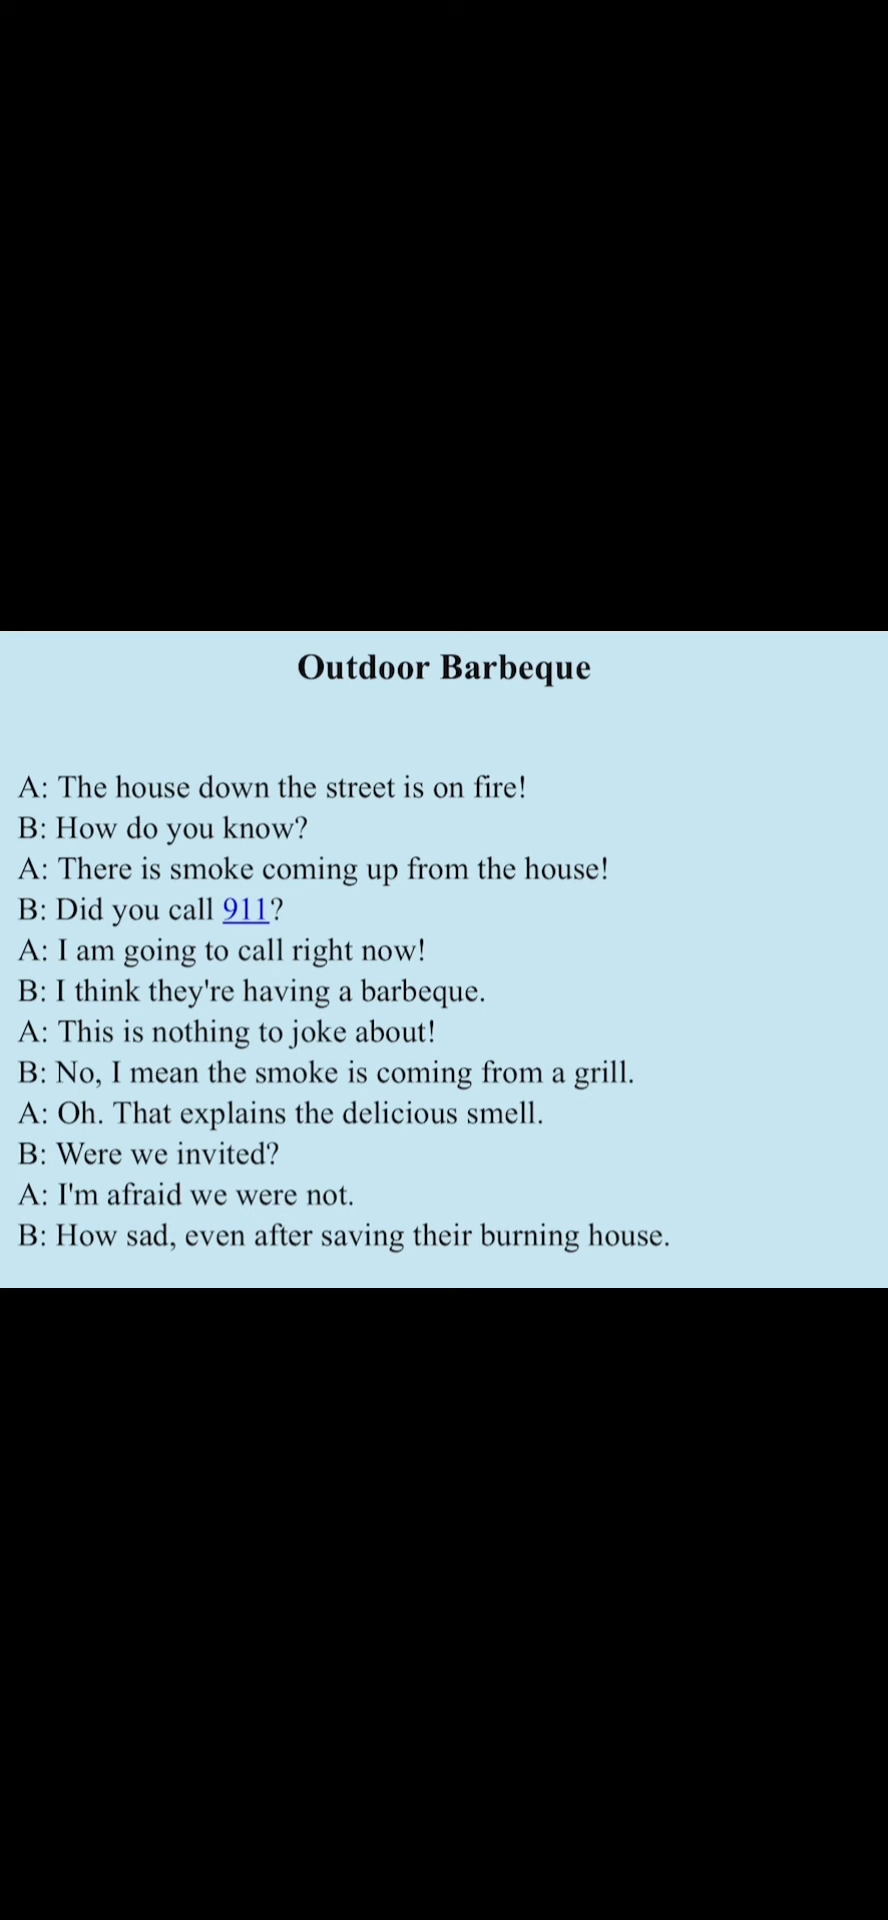 Outdoor Barbeque
A: The house down the street is on fire!
B: How do you know?
A: There is smoke coming up from the house!
B: Did you call 911?
A: I am going to call right now!
B: I think they're having a barbeque.
A: This is nothing to joke about!
B: No, I mean the smoke is coming from a grill.
A: Oh. That explains the delicious smell.
B: Were we invited?
A: I'm afraid we were not.
B: How sad, even after saving their burning house.